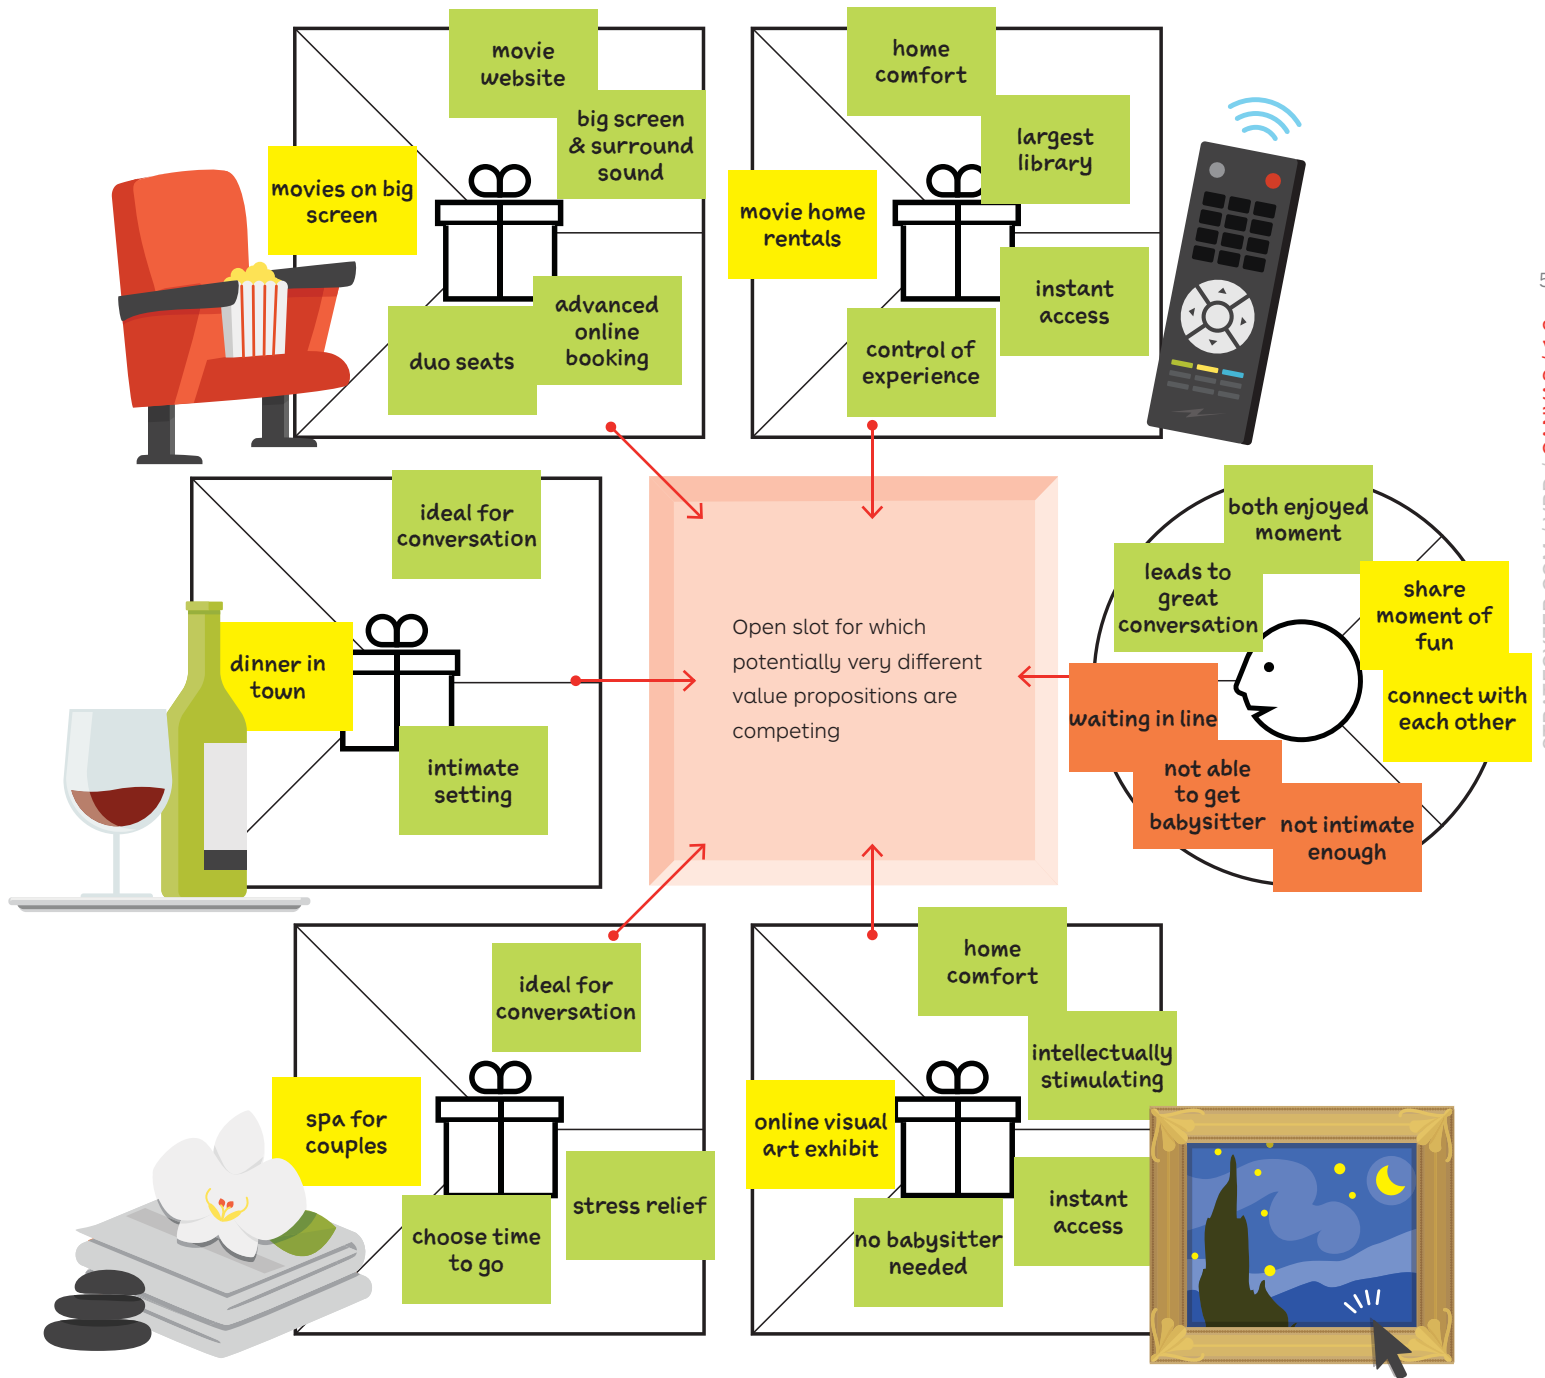 movie
website
big screen
& surround
sound
movies on big
screen
duo seats
advanced
online
booking
home
comfort
largest
library
movie home
rentals
instant
access
control of
experience
ideal for
conversation
dinner in
town
intimate
setting
Open slot for which
potentially very different
value propositions are
competing
both enjoyed
moment
leads to
great
conversation
share
moment of
fun
connect with
each other
waiting in line
not able
to get
babysitter
not intimate
enough
ideal for
conversation
spa for
couples
stress relief
choose time
to go
home
comfort
intellectually
stimulating
online visual
art exhibit
instant
access
no babysitter
needed